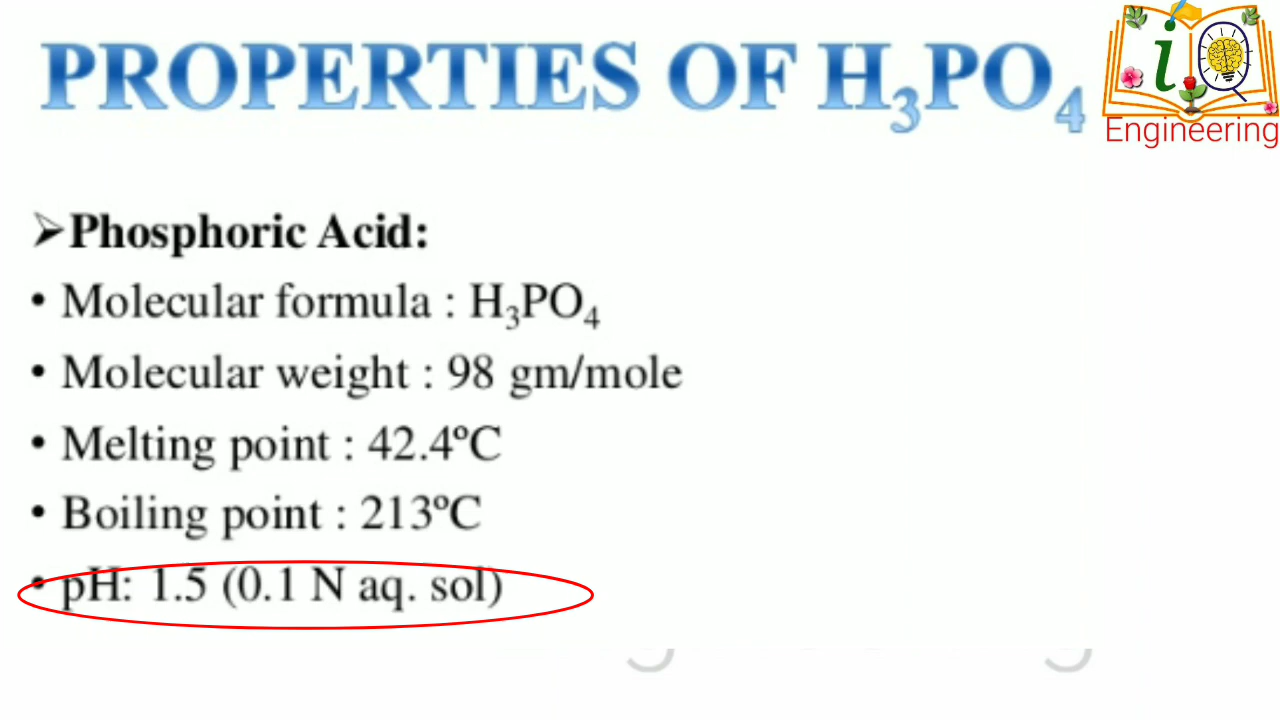 PROPERTIES OF H₃PO₄
iQ
Engineering
➢Phosphoric Acid:
• Molecular formula : H₃PO₄
• Molecular weight : 98 gm/mole
• Melting point : 42.4ºC
• Boiling point : 213ºC
• pH: 1.5 (0.1 N aq. sol)